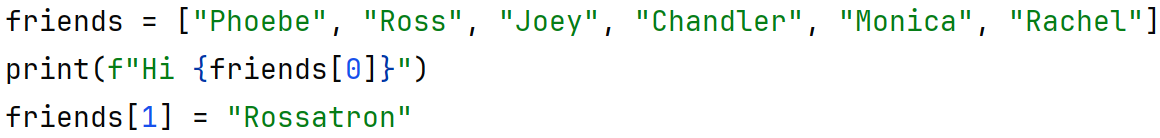 friends = ["Phoebe", "Ross", "Joey", "Chandler", "Monica", "Rachel"]
print(f"Hi {friends[0]}")
friends[1] = "Rossatron"